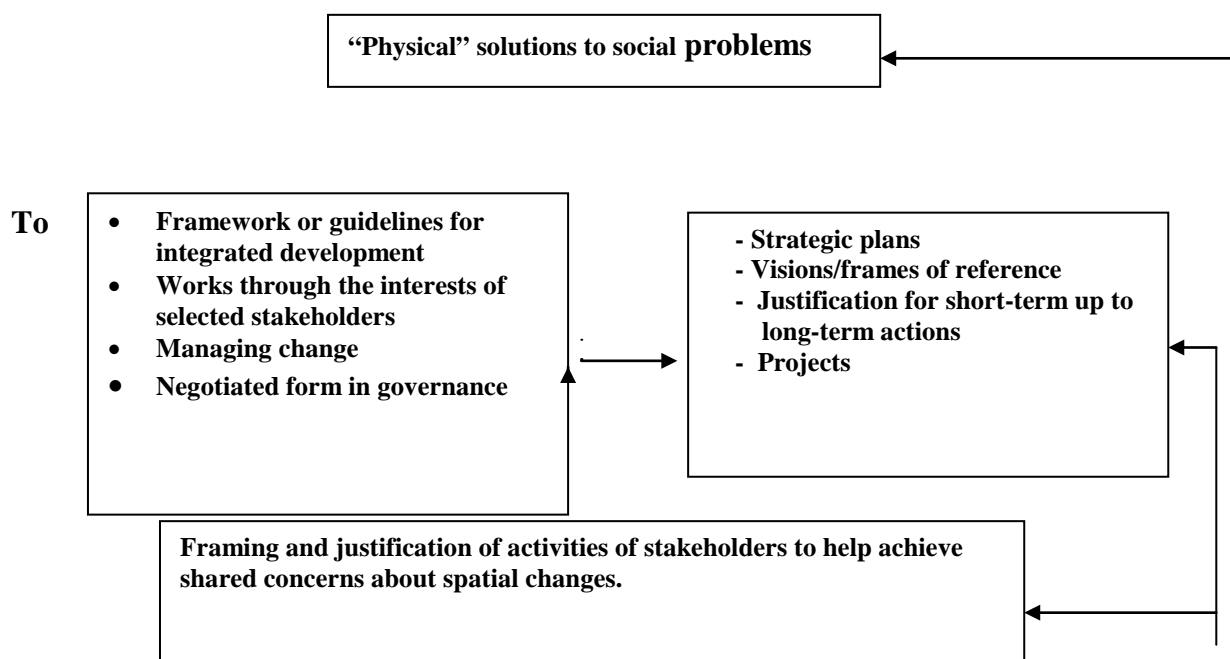 “Physical” solutions to social problems
To
• Framework or guidelines for
integrated development
• Works through the interests of
selected stakeholders
• Managing change
• Negotiated form in governance
- Strategic plans
- Visions/frames of reference
- Justification for short-term up to
long-term actions
- Projects
Framing and justification of activities of stakeholders to help achieve
shared concerns about spatial changes.